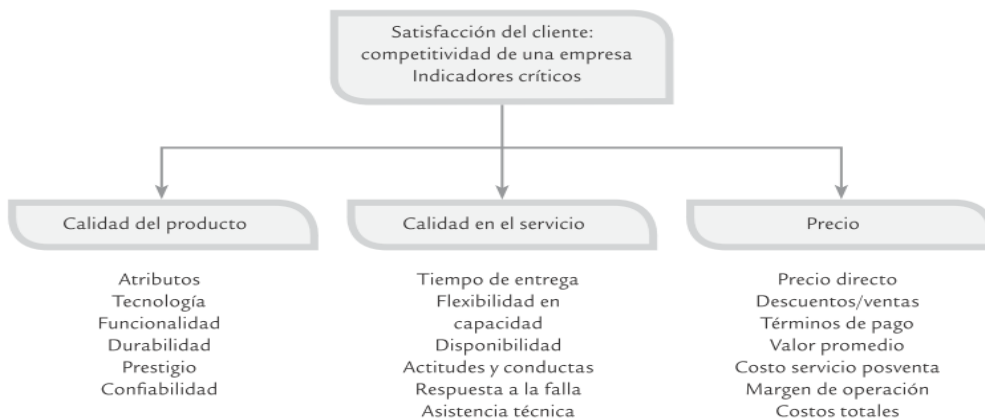 Satisfacción del cliente:
competitividad de una empresa
Indicadores críticos
Calidad del producto
Atributos
Tecnología
Funcionalidad
Durabilidad
Prestigio
Confiabilidad
Calidad en el servicio
Tiempo de entrega
Flexibilidad en
capacidad
Disponibilidad
Actitudes y conductas
Respuesta a la falla
Asistencia técnica
Precio
Precio directo
Descuentos/ventas
Términos de pago
Valor promedio
Costo servicio posventa
Margen de operación
Costos totales